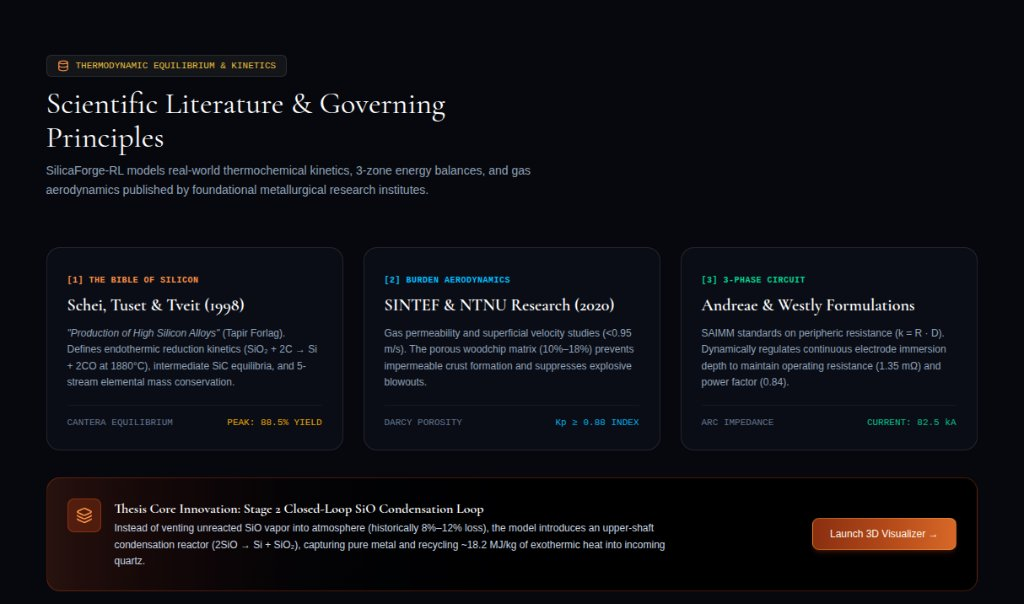 THERMODYNAMIC EQUILIBRIUM & KINETICS
Scientific Literature & Governing
Principles
SilicaForge-RL models real-world thermochemical kinetics, 3-zone energy balances, and gas
aerodynamics published by foundational metallurgical research institutes.
[1] THE BIBLE OF SILICON
Schei, Tuset & Tveit (1998)
"Production of High Silicon Alloys" (Tapir Forlag).
Defines endothermic reduction kinetics (SiO₂ + 2C → Si
+ 2CO at 1880°C), intermediate SiC equilibria, and 5-
stream elemental mass conservation.
CANTERA EQUILIBRIUM
PEAK: 88.5% YIELD
[2] BURDEN AERODYNAMICS
SINTEF & NTNU Research (2020)
Gas permeability and superficial velocity studies (<0.95
m/s). The porous woodchip matrix (10%–18%) prevents
impermeable crust formation and suppresses explosive
blowouts.
DARCY POROSITY
Kp ≥ 0.88 INDEX
[3] 3-PHASE CIRCUIT
Andreae & Westly Formulations
SAIMM standards on peripheric resistance (k = R · D).
Dynamically regulates continuous electrode immersion
depth to maintain operating resistance (1.35 mΩ) and
power factor (0.84).
ARC IMPEDANCE
CURRENT: 82.5 kA
Thesis Core Innovation: Stage 2 Closed-Loop SiO Condensation Loop
Instead of venting unreacted SiO vapor into atmosphere (historically 8%–12% loss), the model introduces an upper-shaft
condensation reactor (2SiO → Si + SiO₂), capturing pure metal and recycling ~18.2 MJ/kg of exothermic heat into incoming
quartz.
Launch 3D Visualizer →